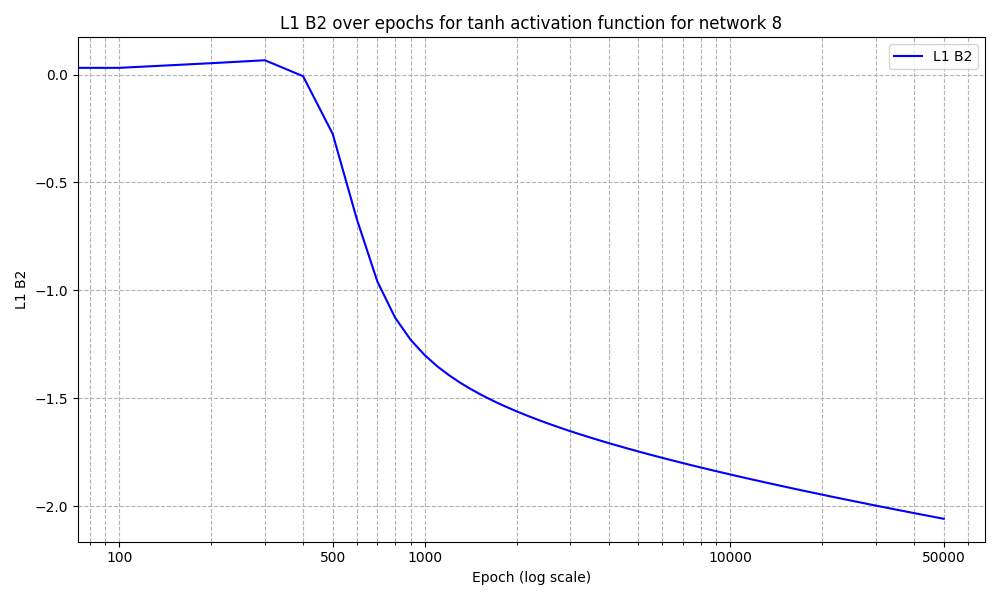 L1 B2 over epochs for tanh activation function for network 8
L1 B2
0.0
−0.5
−1.0
−1.5
−2.0
L1 B2
100
500
1000
10000
50000
Epoch (log scale)